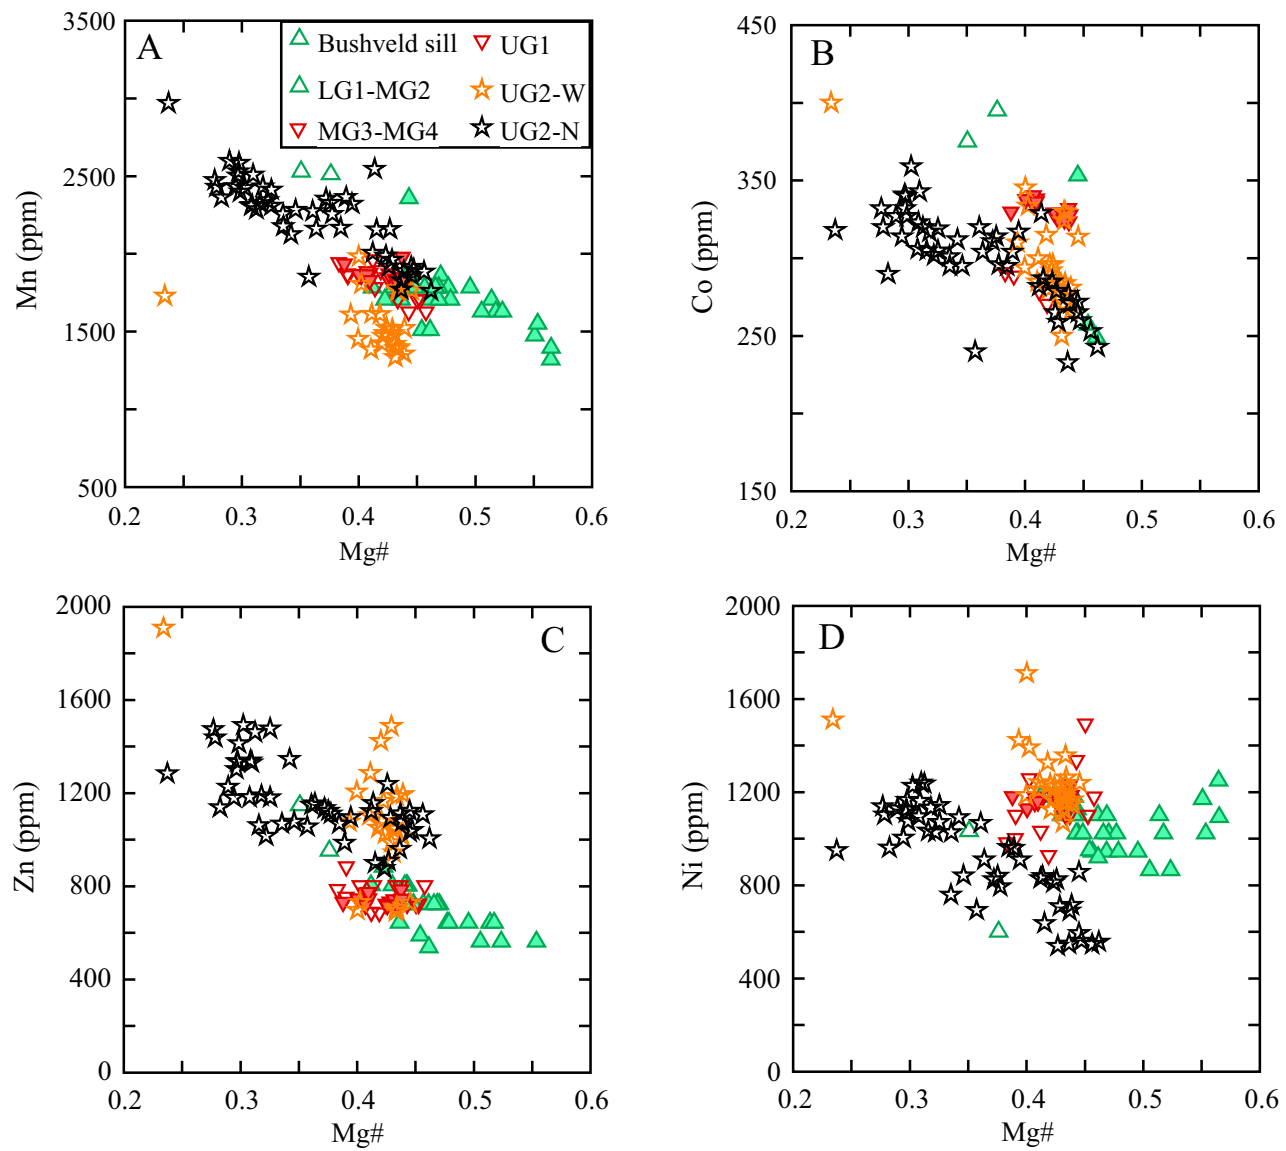 3500
2500
1500
500
Mn (ppm)
A
Bushveld sill
UG1
LG1-MG2
UG2-W
MG3-MG4
UG2-N
0.2
0.3
0.4
0.5
0.6
Mg#
450
350
250
150
Co (ppm)
B
0.2
0.3
0.4
0.5
0.6
Mg#
2000
1600
1200
800
400
0
Zn (ppm)
C
0.2
0.3
0.4
0.5
0.6
Mg#
2000
1600
1200
800
400
0
Ni (ppm)
D
0.2
0.3
0.4
0.5
0.6
Mg#